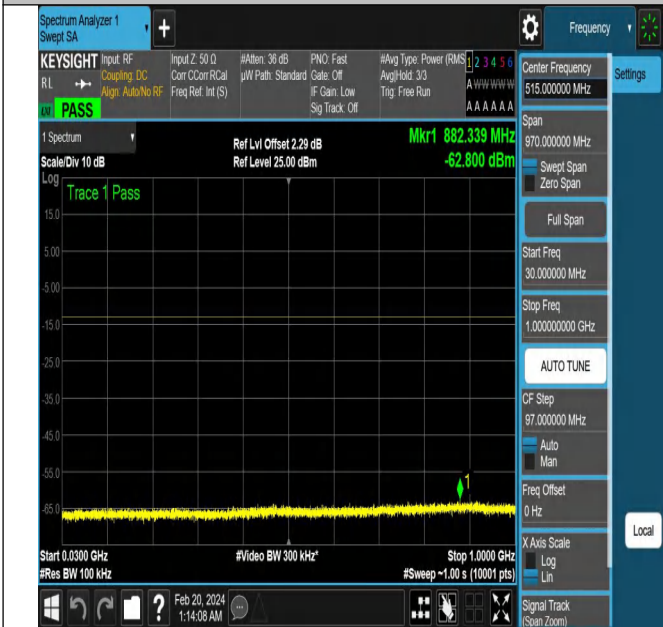 Spectrum Analyzer 1
Swept SA
Frequency
KEYSIGHT
RL
Input: RF
Coupling: DC
Align: Auto/No RF
Input Z: 50 Ω
Corr CCorr RCal
Freq Ref: Int (S)
#Atten: 36 dB
µW Path: Standard
PNO: Fast
Gate: Off
IF Gain: Low
Sig Track: Off
#Avg Type: Power (RMS
Avg|Hold: 3/3
Trig: Free Run
1 2 3 4 5 6
A W W W W W
A A A A A A
PASS
1 Spectrum
Scale/Div 10 dB
Ref Lvl Offset 2.29 dB
Ref Level 25.00 dBm
Mkr1 882.339 MHz
-62.800 dBm
Log
Trace 1 Pass
15.0
5.00
-5.00
-15.0
-25.0
-35.0
-45.0
-55.0
-65.0
1
Start 0.0300 GHz
#Res BW 100 kHz
#Video BW 300 kHz*
Stop 1.0000 GHz
#Sweep ~1.00 s (10001 pts)
?
Feb 20, 2024
1:14:08 AM
Center Frequency
515.000000 MHz
Settings
Span
970.000000 MHz
Swept Span
Zero Span
Full Span
Start Freq
30.000000 MHz
Stop Freq
1.000000000 GHz
AUTO TUNE
CF Step
97.000000 MHz
Auto
Man
Freq Offset
0 Hz
X Axis Scale
Log
Lin
Signal Track
(Span Zoom)
Local